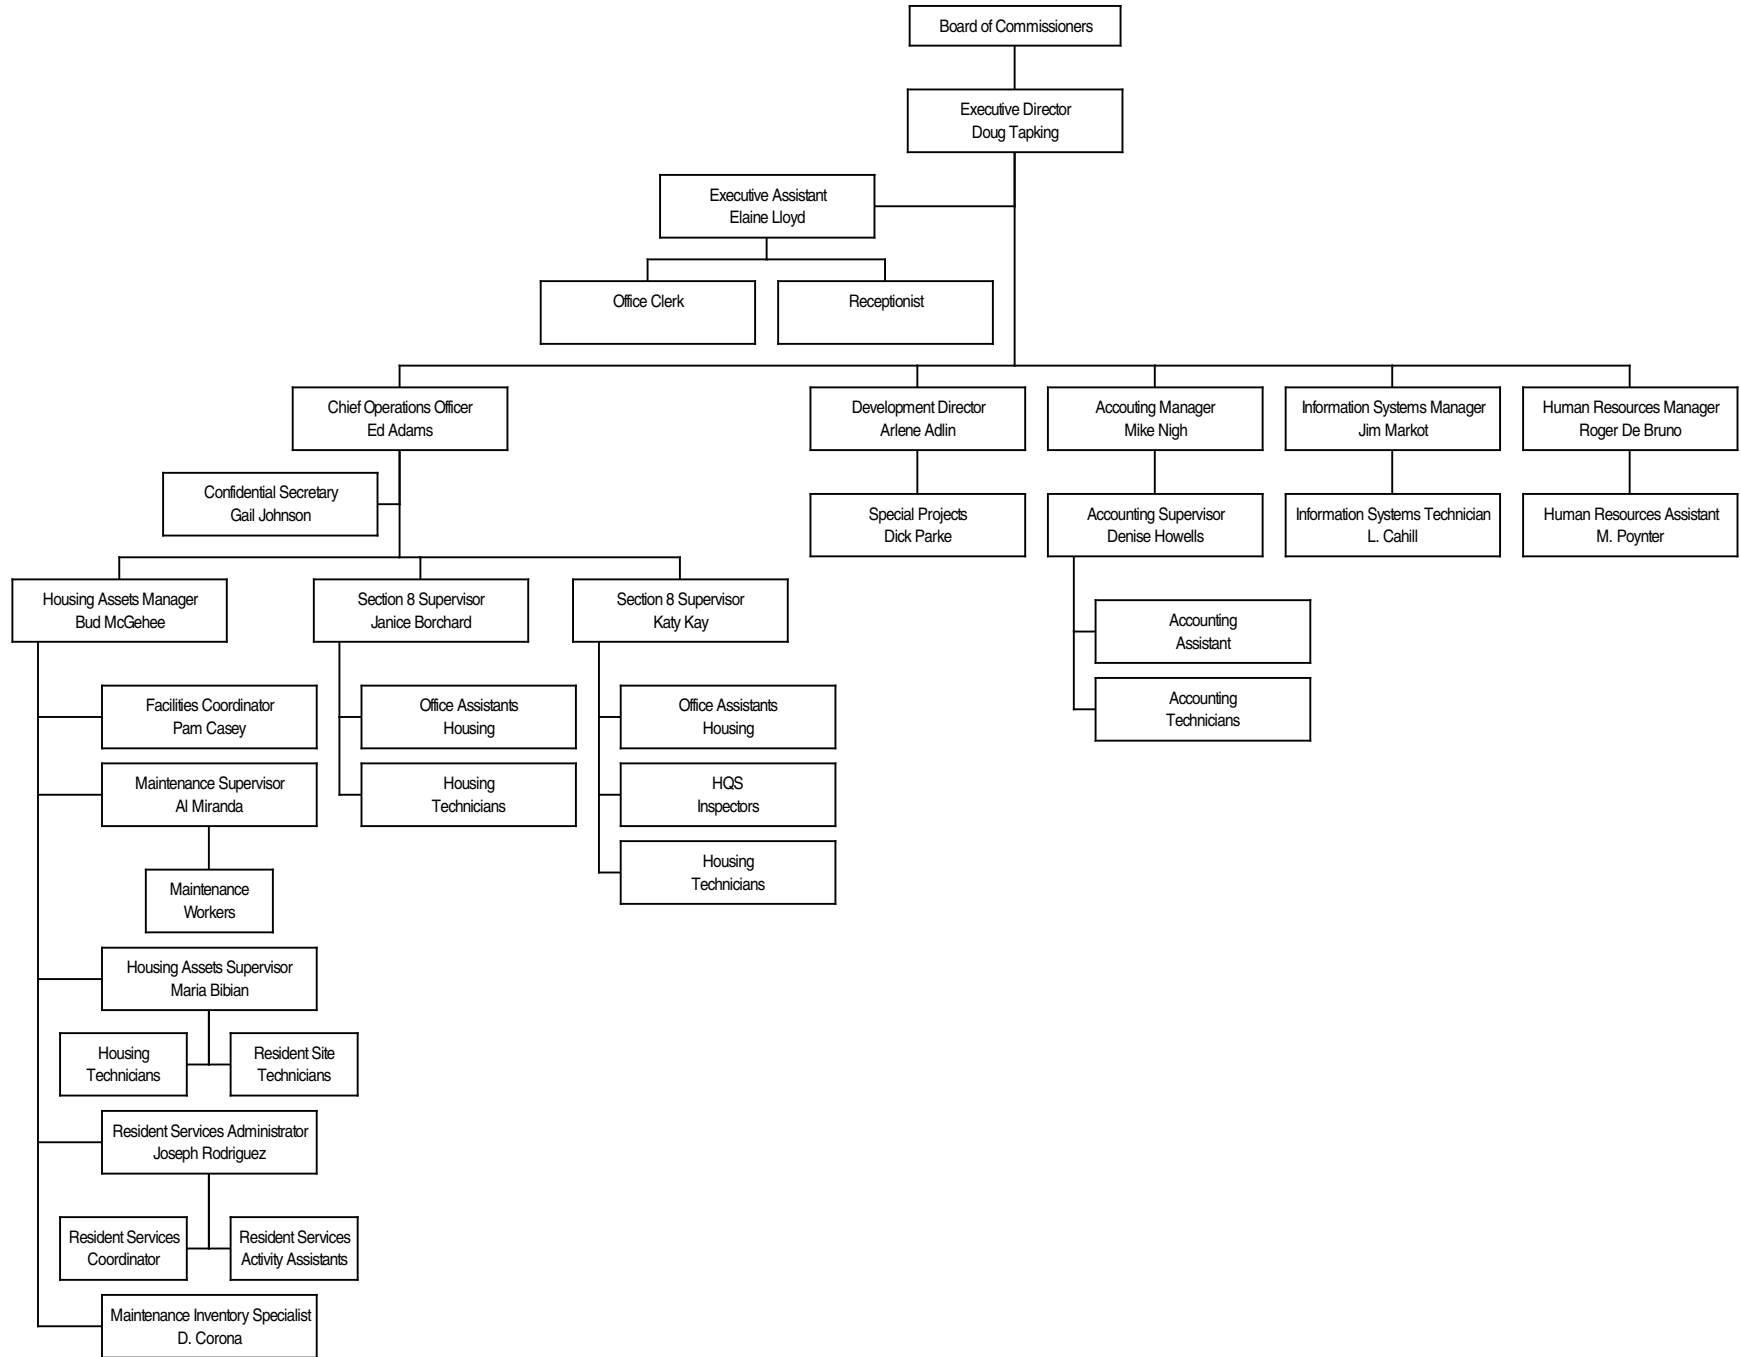 Board of Commissioners
Executive Director
Doug Tapking
Executive Assistant
Elaine Lloyd
Office Clerk
Receptionist
Chief Operations Officer
Ed Adams
Development Director
Arlene Adlin
Accouting Manager
Mike Nigh
Information Systems Manager
Jim Markot
Human Resources Manager
Roger De Bruno
Confidential Secretary
Gail Johnson
Special Projects
Dick Parke
Accounting Supervisor
Denise Howells
Information Systems Technician
L. Cahill
Human Resources Assistant
M. Poynter
Housing Assets Manager
Bud McGehee
Section 8 Supervisor
Janice Borchard
Section 8 Supervisor
Katy Kay
Accounting
Assistant
Accounting
Technicians
Facilities Coordinator
Pam Casey
Office Assistants
Housing
Office Assistants
Housing
Maintenance Supervisor
Al Miranda
Housing
Technicians
HQS
Inspectors
Housing
Technicians
Maintenance
Workers
Housing Assets Supervisor
Maria Bibian
Housing
Technicians
Resident Site
Technicians
Resident Services Administrator
Joseph Rodriguez
Resident Services
Coordinator
Resident Services
Activity Assistants
Maintenance Inventory Specialist
D. Corona